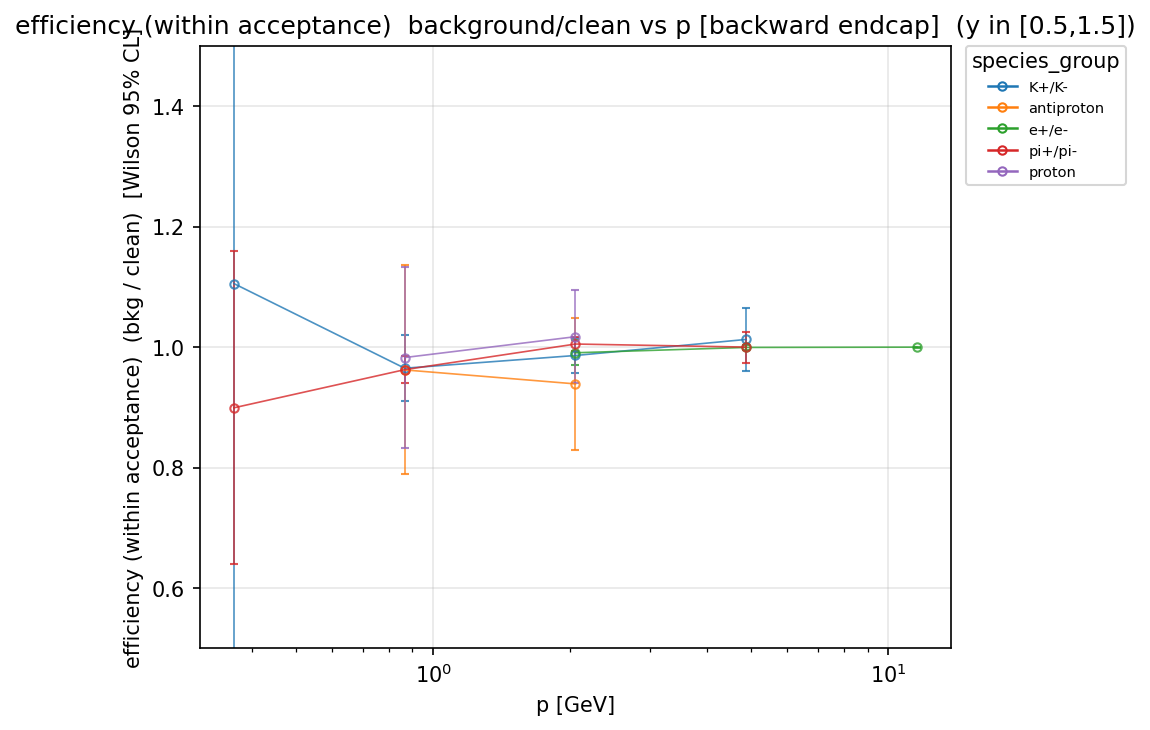 efficiency (within acceptance)  background/clean vs p [backward endcap]  (y in [0.5,1.5])
efficiency (within acceptance)  (bkg / clean)  [Wilson 95% CL]
1.4
1.2
1.0
0.8
0.6
10⁰
10¹
p [GeV]
species_group
K+/K-
antiproton
e+/e-
pi+/pi-
proton